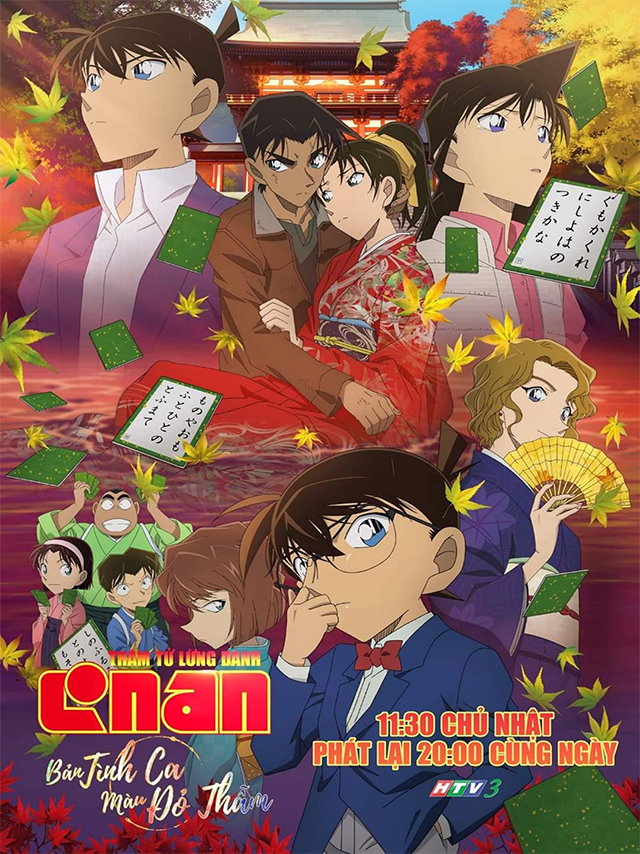 くもかくれ
にしよはの
つきかな
ものやおも
ふとひとの
とふまて
THÁM TỬ LỪNG DANH
CONAN
Bản Tình Ca
Màu Đỏ Thẫm
11:30 CHỦ NHẬT
PHÁT LẠI 20:00 CÙNG NGÀY
HTV3